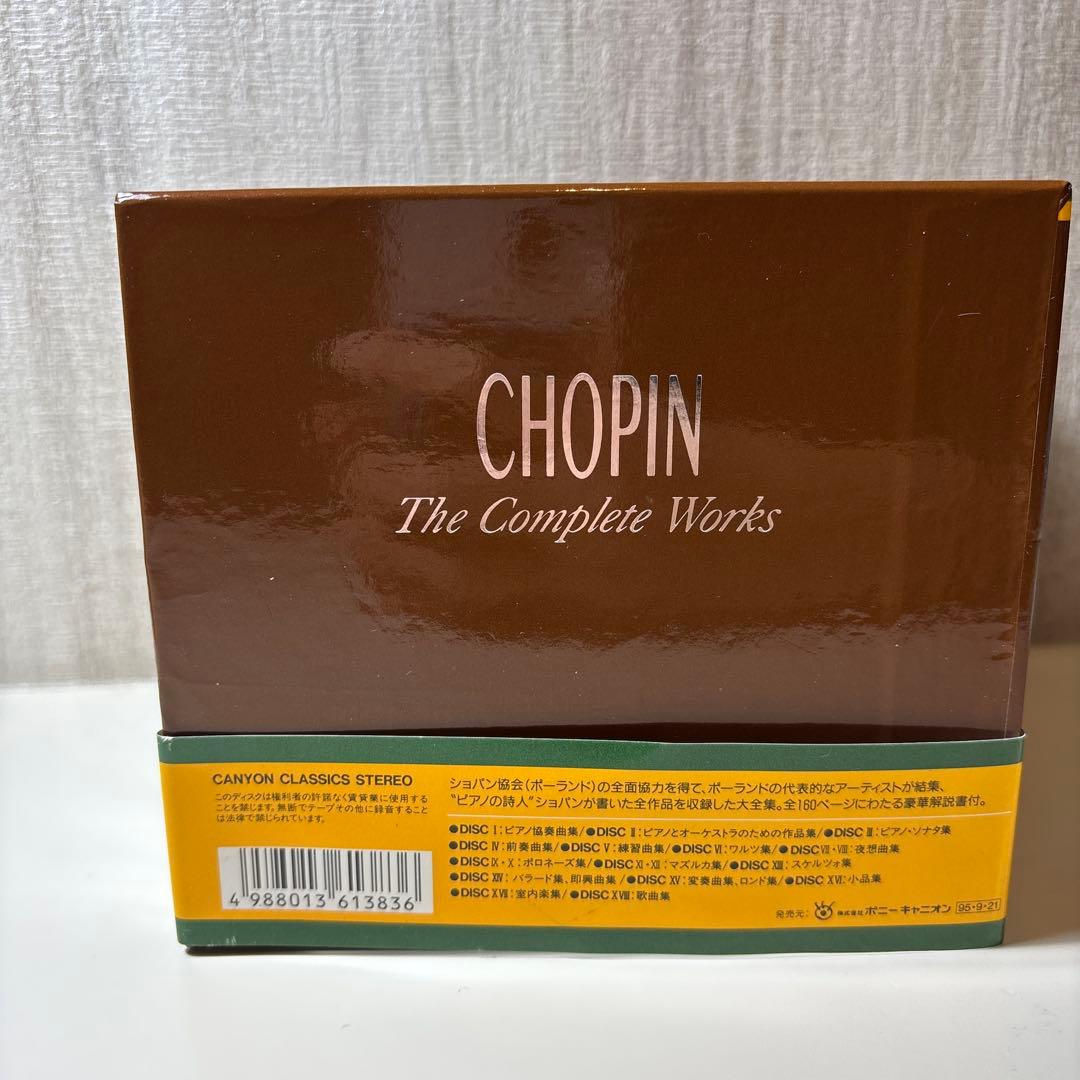 CHOPIN
The Complete Works
CANYON CLASSICS STEREO
このディスクは権利者の許諾なく賃貸業に使用する
ことを禁じます。無断でテープその他に録音すること
は法律で禁じられています。
4 988013 613836
ショパン協会(ポーランド)の全面協力を得て、ポーランドの代表的なアーティストが結集、
"ピアノの詩人"ショパンが書いた全作品を収録した大全集。全160ページにわたる豪華解説書付。
●DISC Ⅰ:ピアノ協奏曲集/●DISC Ⅱ:ピアノとオーケストラのための作品集/●DISC Ⅲ:ピアノ・ソナタ集
●DISC Ⅳ:前奏曲集/●DISC Ⅴ:練習曲集/●DISC Ⅵ:ワルツ集/●DISC Ⅶ・Ⅷ:夜想曲集
●DISC Ⅸ・Ⅹ:ポロネーズ集/●DISC Ⅺ・Ⅻ:マズルカ集/●DISC XIII:スケルツォ集
●DISC XIV:バラード集、即興曲集/●DISC XV:変奏曲集、ロンド集/●DISC XVI:小品集
●DISC XVII:室内楽集/●DISC XVIII:歌曲集
発売元: 株式会社 ポニーキャニオン 95・9・21